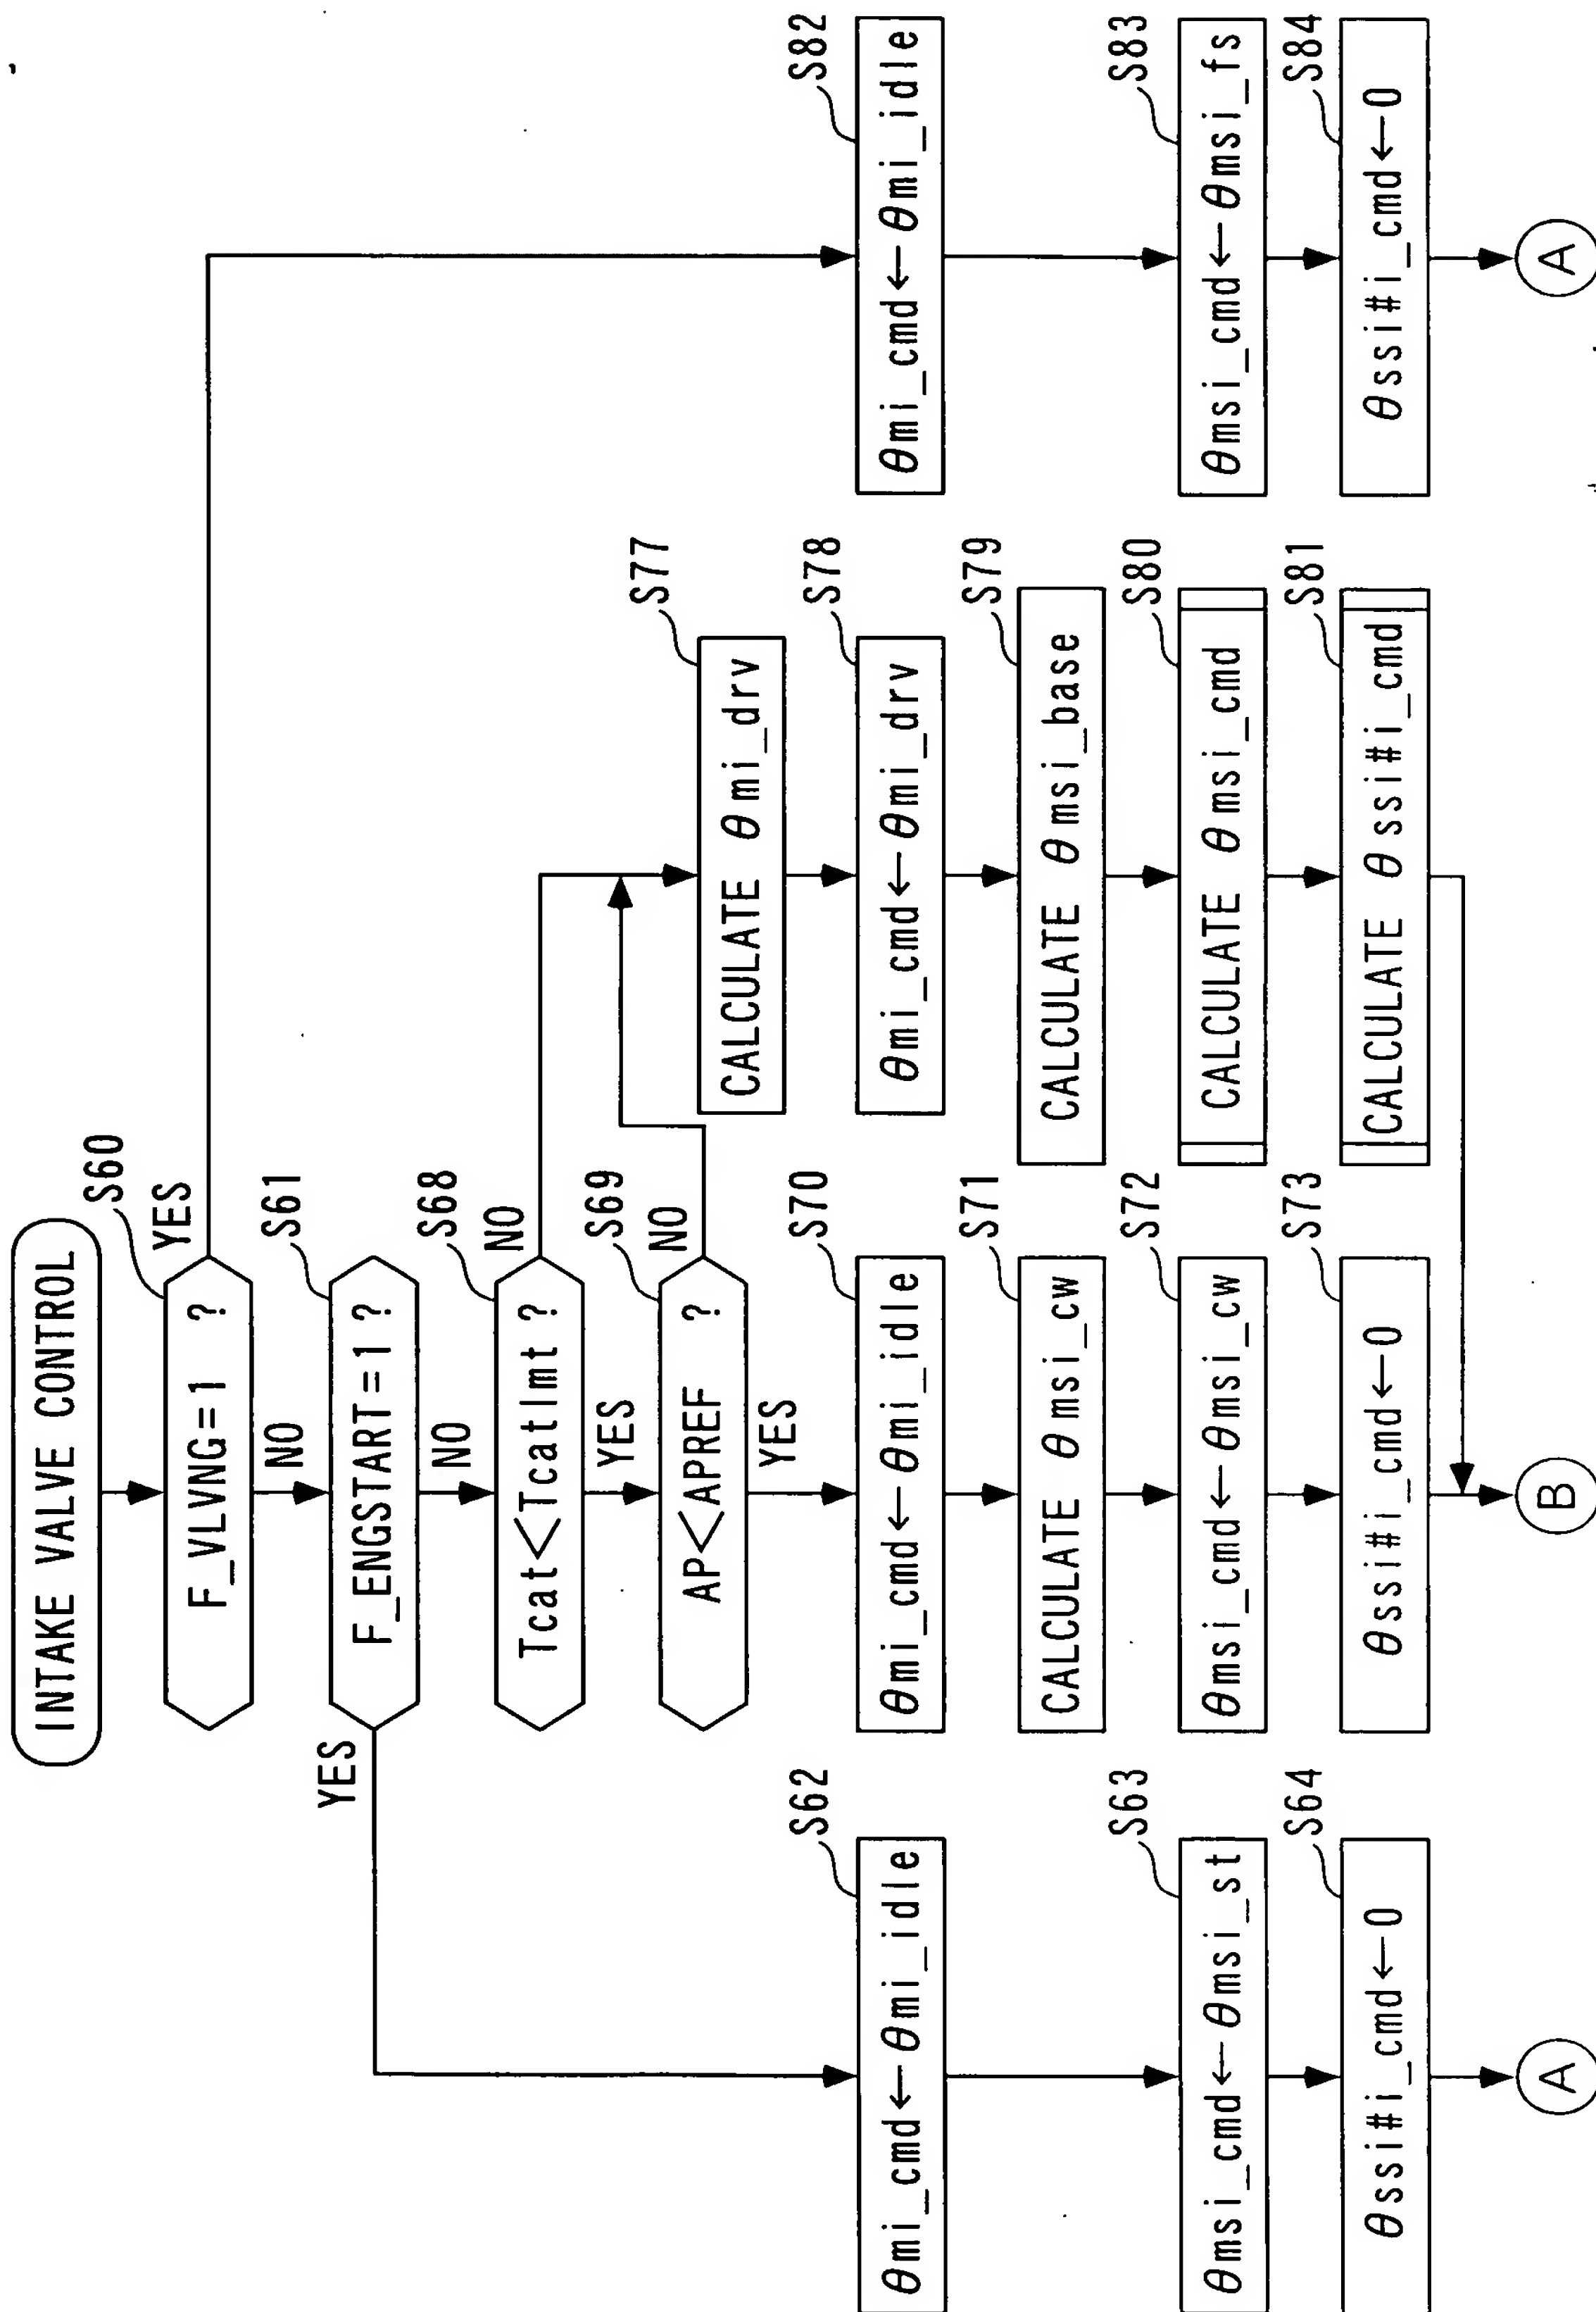 INTAKE VALVE CONTROL
S60
F_VLVNG=1 ?
YES
NO
S61
F_ENGSTART=1 ?
YES
NO
S68
Tcat<Tcatlmt ?
NO
YES
S69
AP<APREF ?
NO
YES
S62
θmi_cmd←θmi_idle
S63
θmsi_cmd←θmsi_st
S64
θssi#i_cmd←0
A
S70
θmi_cmd←θmi_idle
S71
CALCULATE θmsi_cw
S72
θmsi_cmd←θmsi_cw
S73
θssi#i_cmd←0
B
S77
CALCULATE θmi_drv
S78
θmi_cmd←θmi_drv
S79
CALCULATE θmsi_base
S80
CALCULATE θmsi_cmd
S81
CALCULATE θssi#i_cmd
S82
θmi_cmd←θmi_idle
S83
θmsi_cmd←θmsi_fs
S84
θssi#i_cmd←0
A